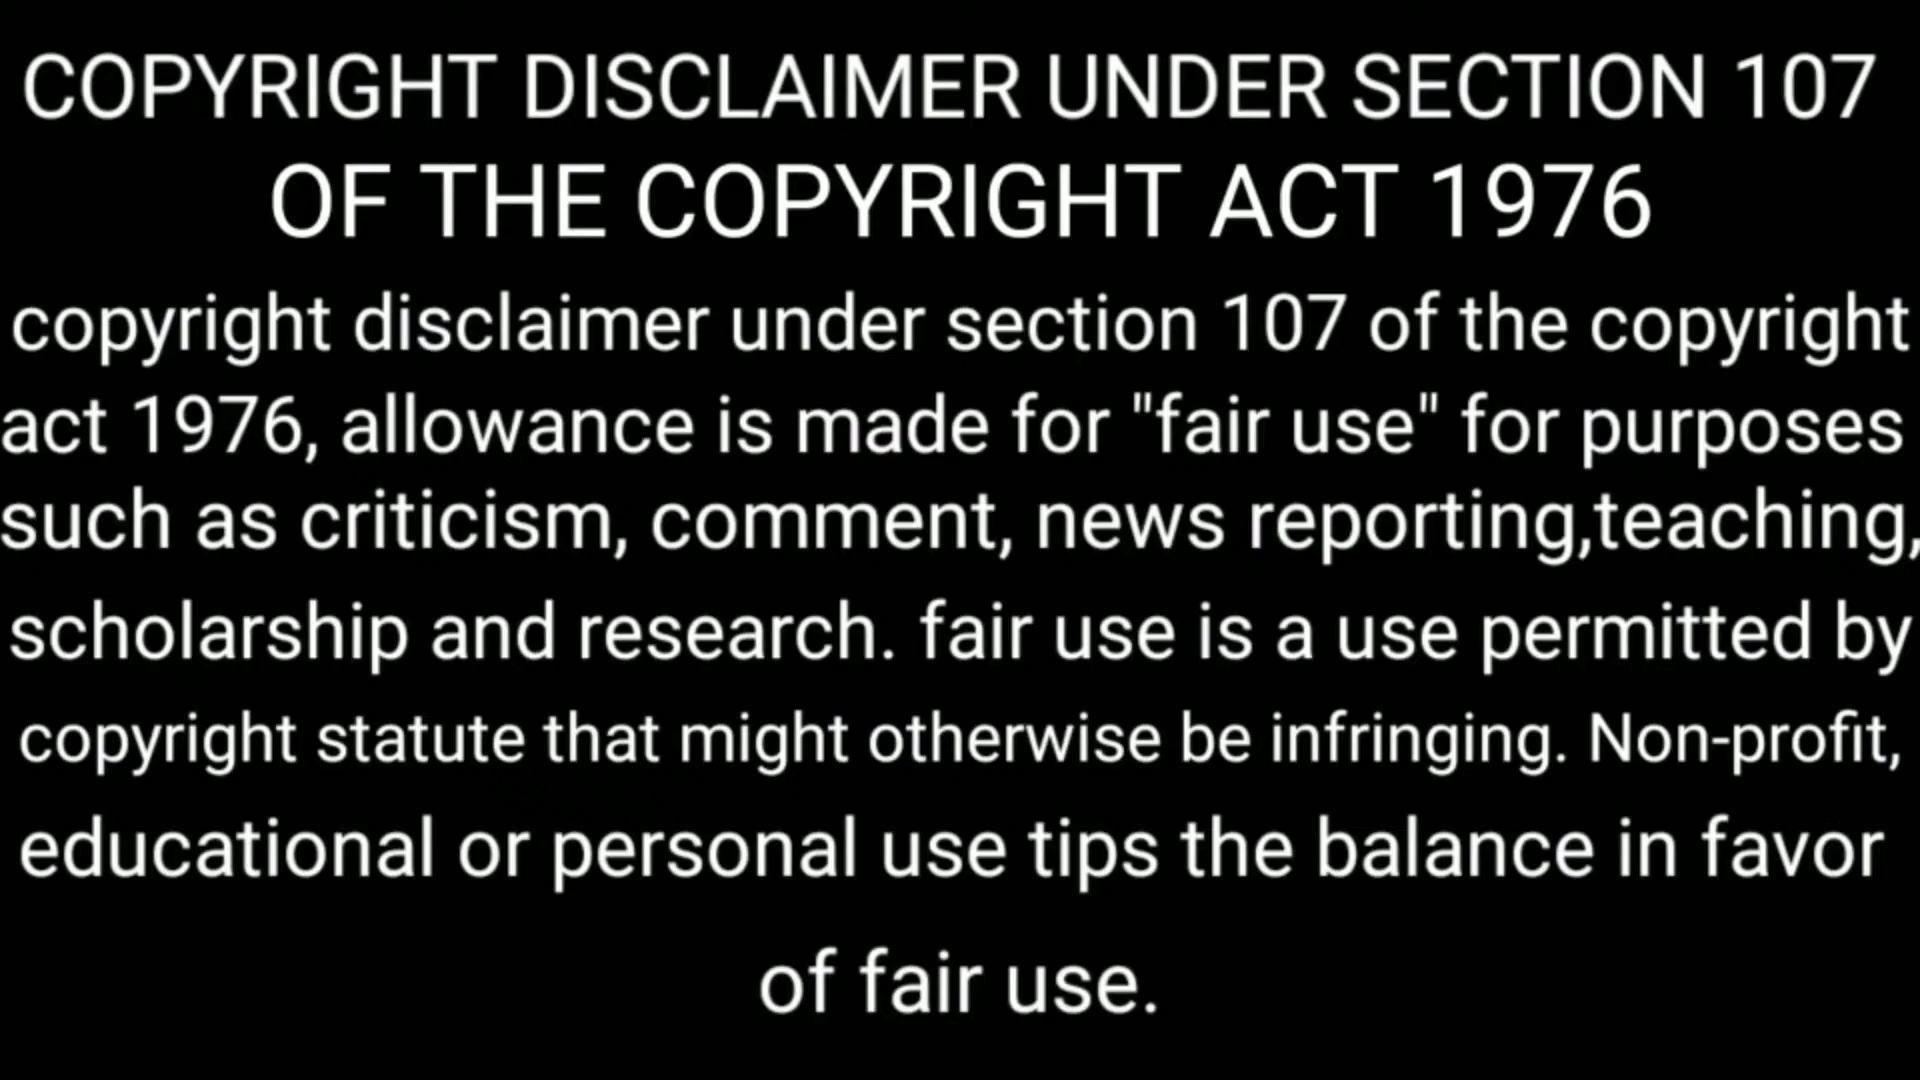 COPYRIGHT DISCLAIMER UNDER SECTION 107
OF THE COPYRIGHT ACT 1976
copyright disclaimer under section 107 of the copyright
act 1976, allowance is made for "fair use" for purposes
such as criticism, comment, news reporting,teaching,
scholarship and research. fair use is a use permitted by
copyright statute that might otherwise be infringing. Non-profit,
educational or personal use tips the balance in favor
of fair use.